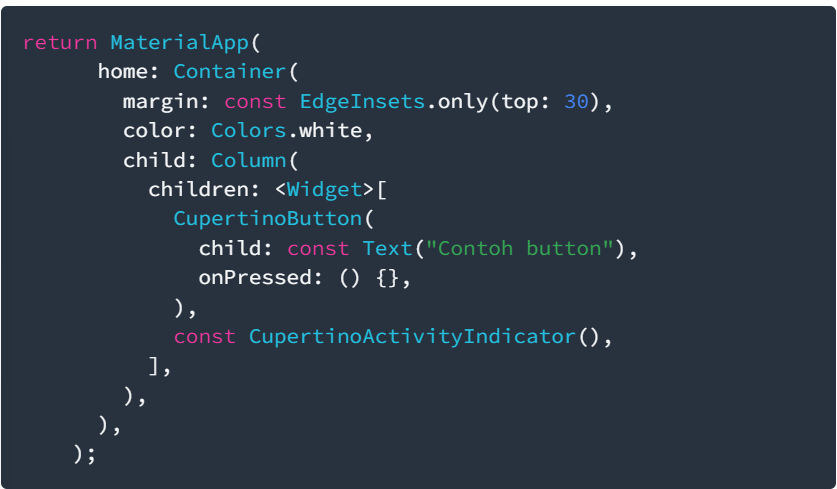 return MaterialApp(
      home: Container(
        margin: const EdgeInsets.only(top: 30),
        color: Colors.white,
        child: Column(
          children: <Widget>[
            CupertinoButton(
              child: const Text("Contoh button"),
              onPressed: () {},
            ),
            const CupertinoActivityIndicator(),
          ],
        ),
      ),
    );